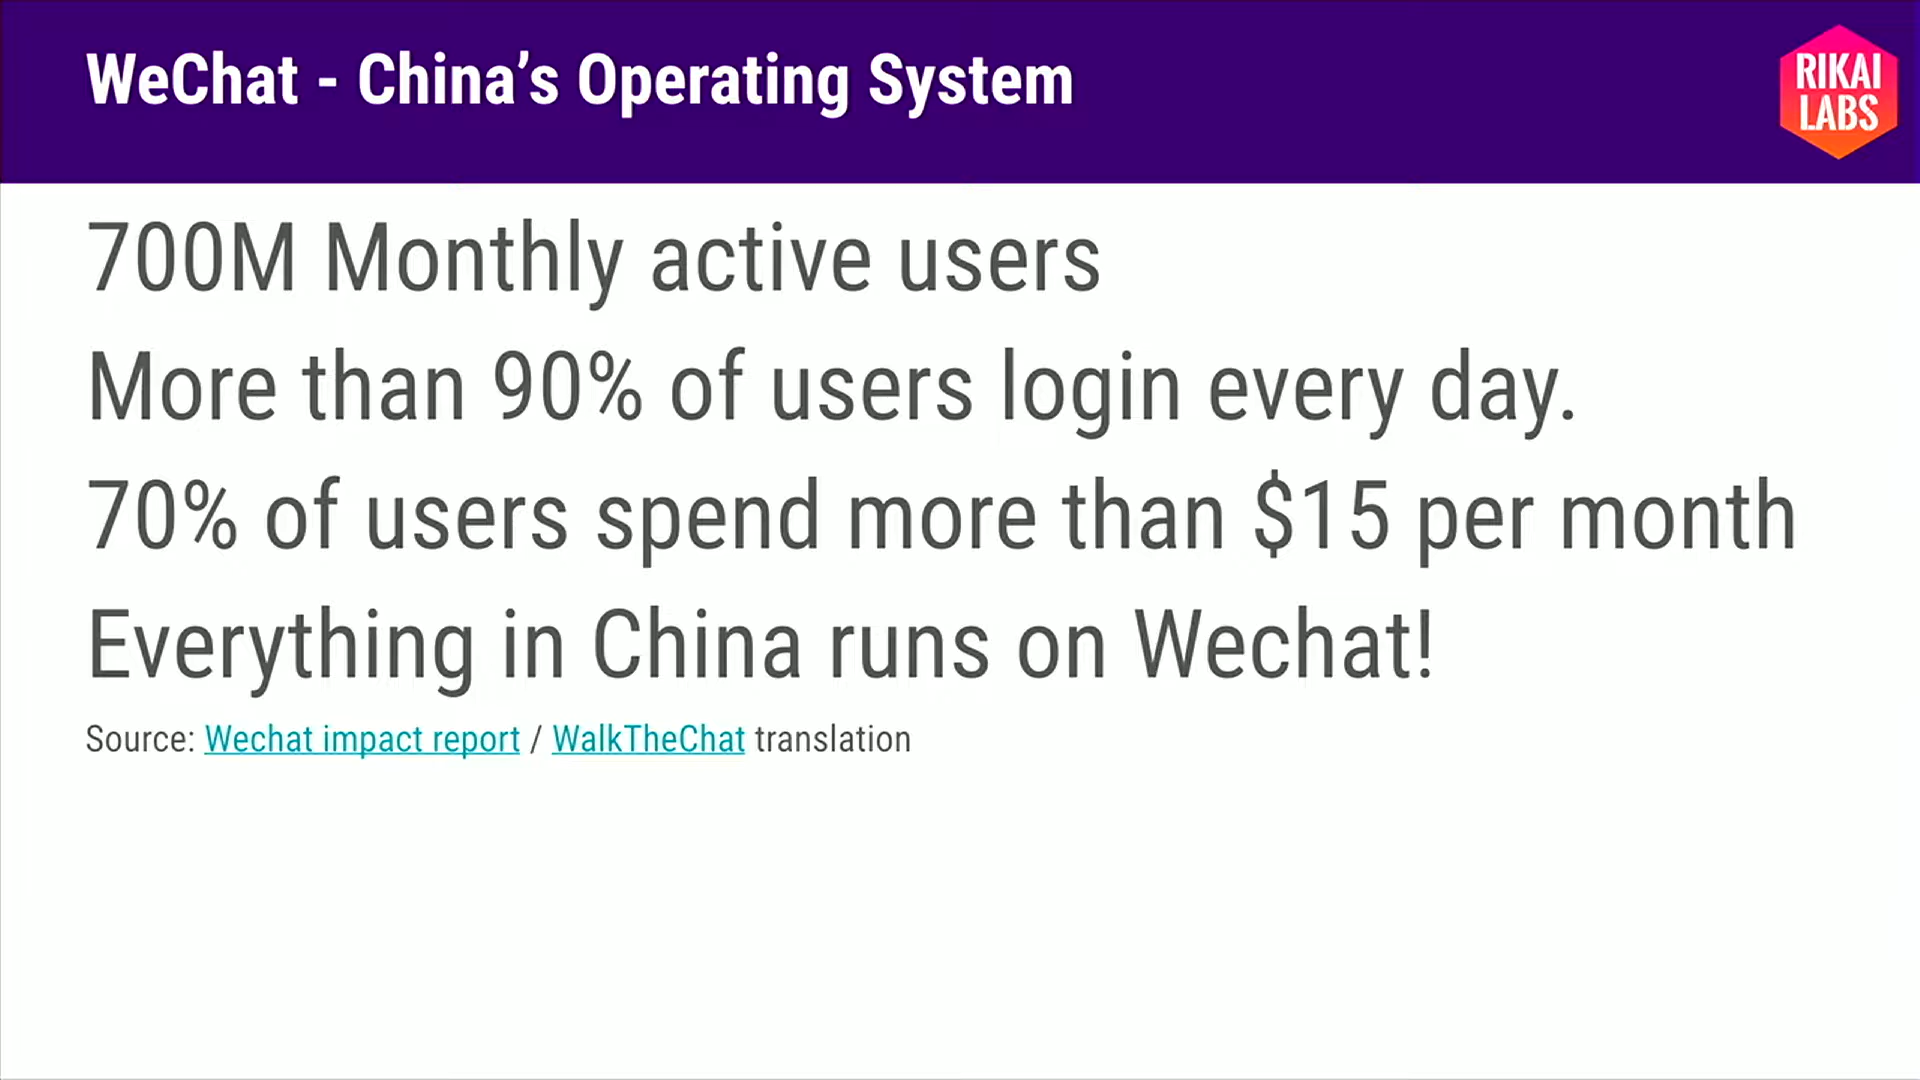 WeChat - China’s Operating System
RIKAI
LABS
700M Monthly active users
More than 90% of users login every day.
70% of users spend more than $15 per month
Everything in China runs on Wechat!
Source: Wechat impact report / WalkTheChat translation